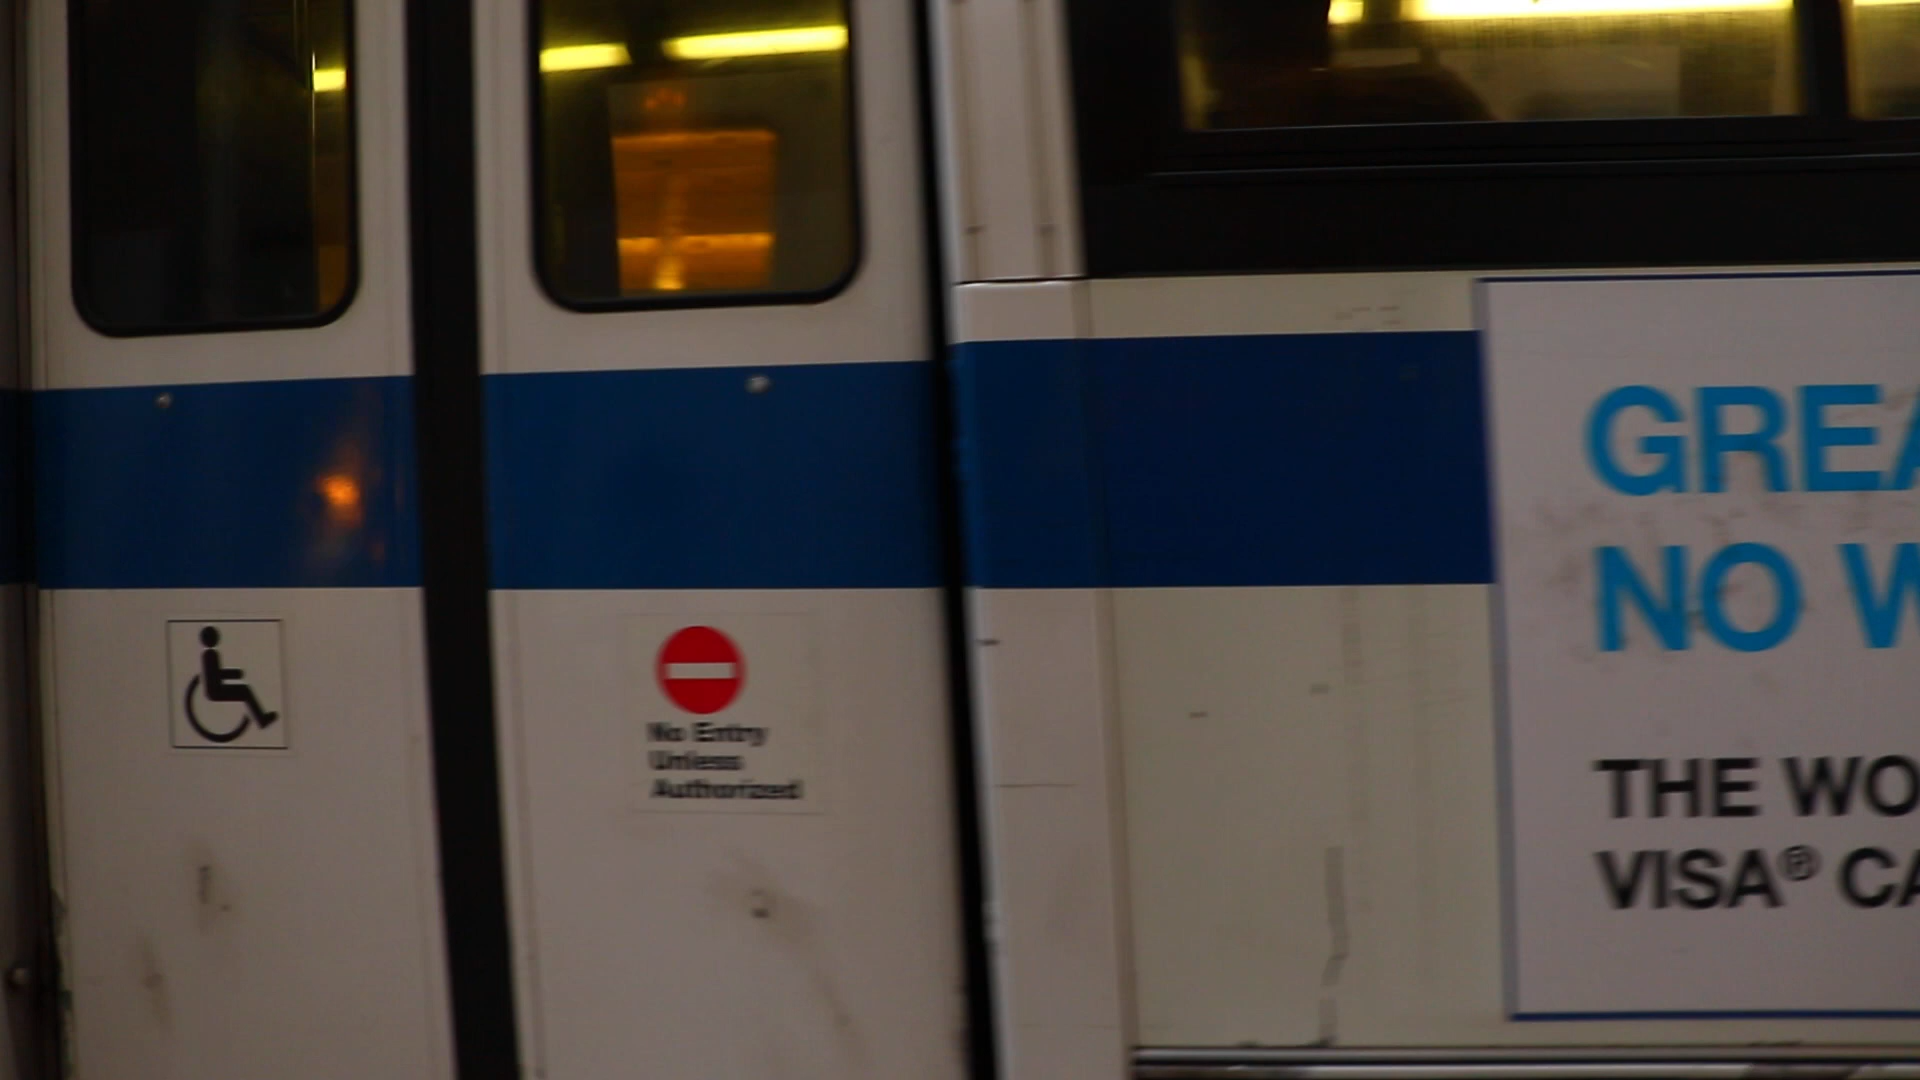 No Entry
Unless
Authorized
GREA
NO W
THE WO
VISA® CA